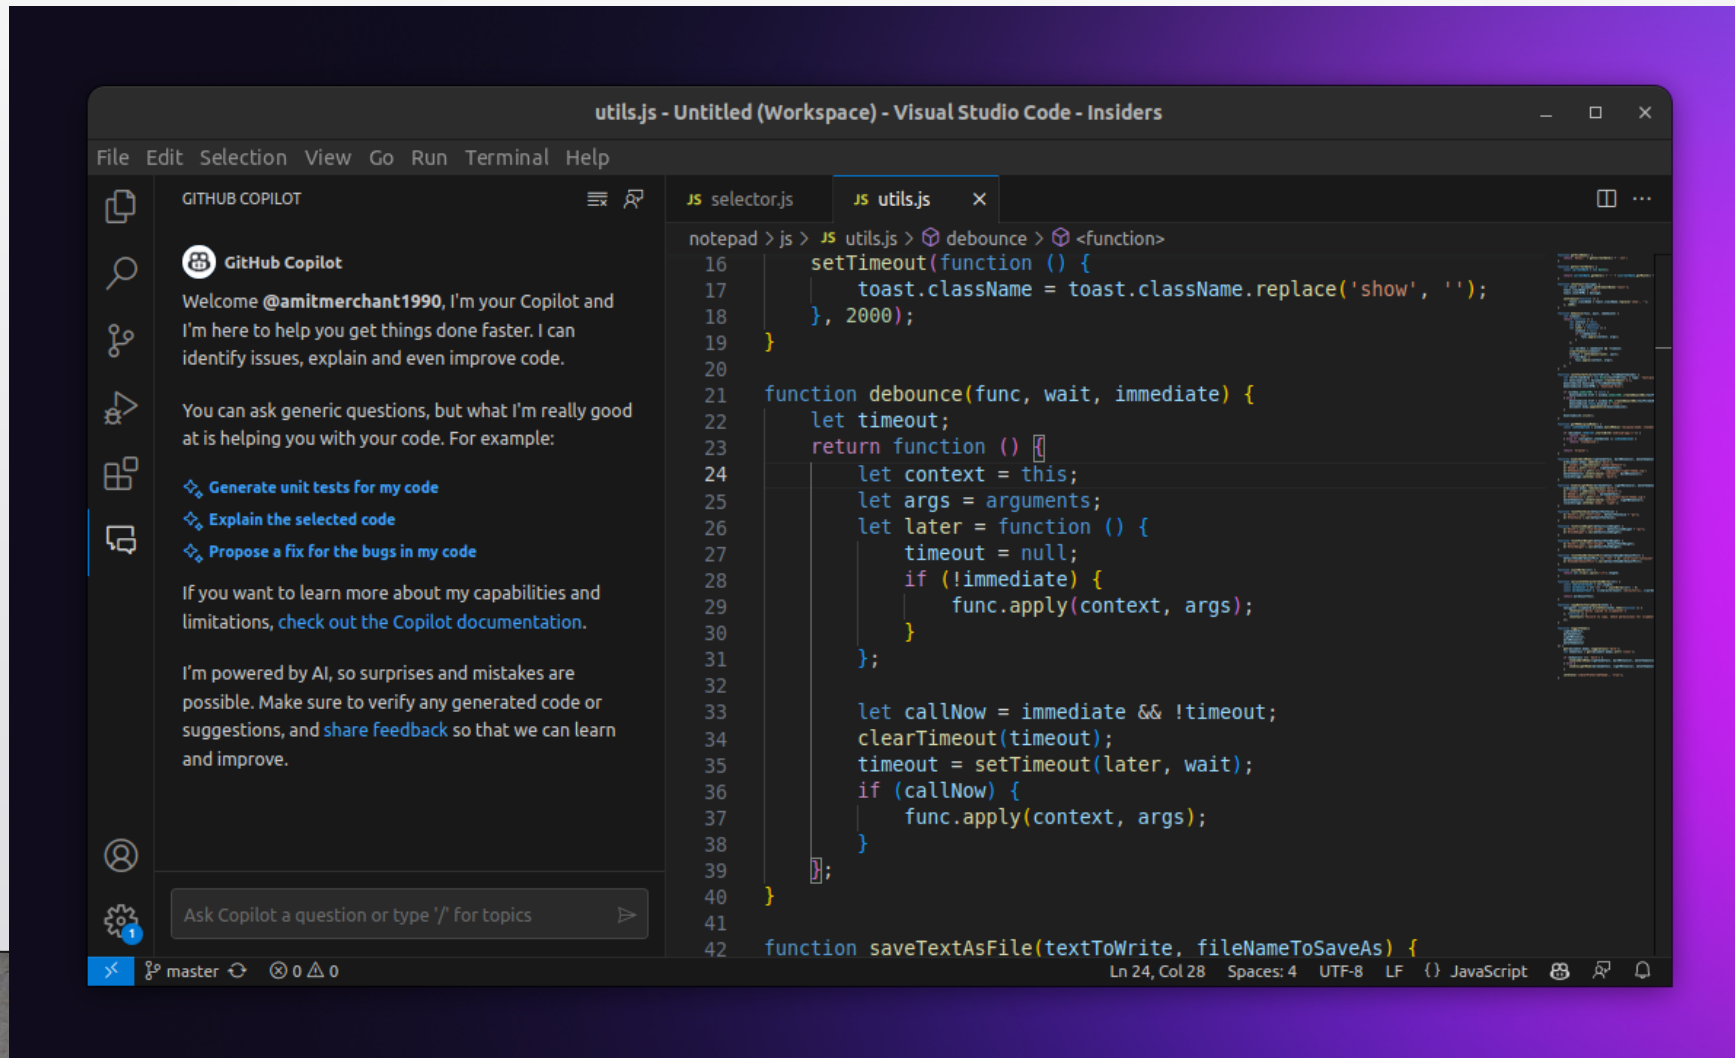 utils.js - Untitled (Workspace) - Visual Studio Code - Insiders
File Edit Selection View Go Run Terminal Help
GITHUB COPILOT
GitHub Copilot
Welcome @amitmerchant1990, I'm your Copilot and
I'm here to help you get things done faster. I can
identify issues, explain and even improve code.
You can ask generic questions, but what I'm really good
at is helping you with your code. For example:
Generate unit tests for my code
Explain the selected code
Propose a fix for the bugs in my code
If you want to learn more about my capabilities and
limitations, check out the Copilot documentation.
I'm powered by AI, so surprises and mistakes are
possible. Make sure to verify any generated code or
suggestions, and share feedback so that we can learn
and improve.
Ask Copilot a question or type '/' for topics
JS selector.js JS utils.js
notepad > js > JS utils.js > debounce > <function>
16 setTimeout(function () {
17 toast.className = toast.className.replace('show', '');
18 }, 2000);
19 }
20
21 function debounce(func, wait, immediate) {
22 let timeout;
23 return function () {
24 let context = this;
25 let args = arguments;
26 let later = function () {
27 timeout = null;
28 if (!immediate) {
29 func.apply(context, args);
30 }
31 };
32
33 let callNow = immediate && !timeout;
34 clearTimeout(timeout);
35 timeout = setTimeout(later, wait);
36 if (callNow) {
37 func.apply(context, args);
38 }
39 };
40 }
41
42 function saveTextAsFile(textToWrite, fileNameToSaveAs) {
1
master 0 0 Ln 24, Col 28 Spaces: 4 UTF-8 LF {} JavaScript